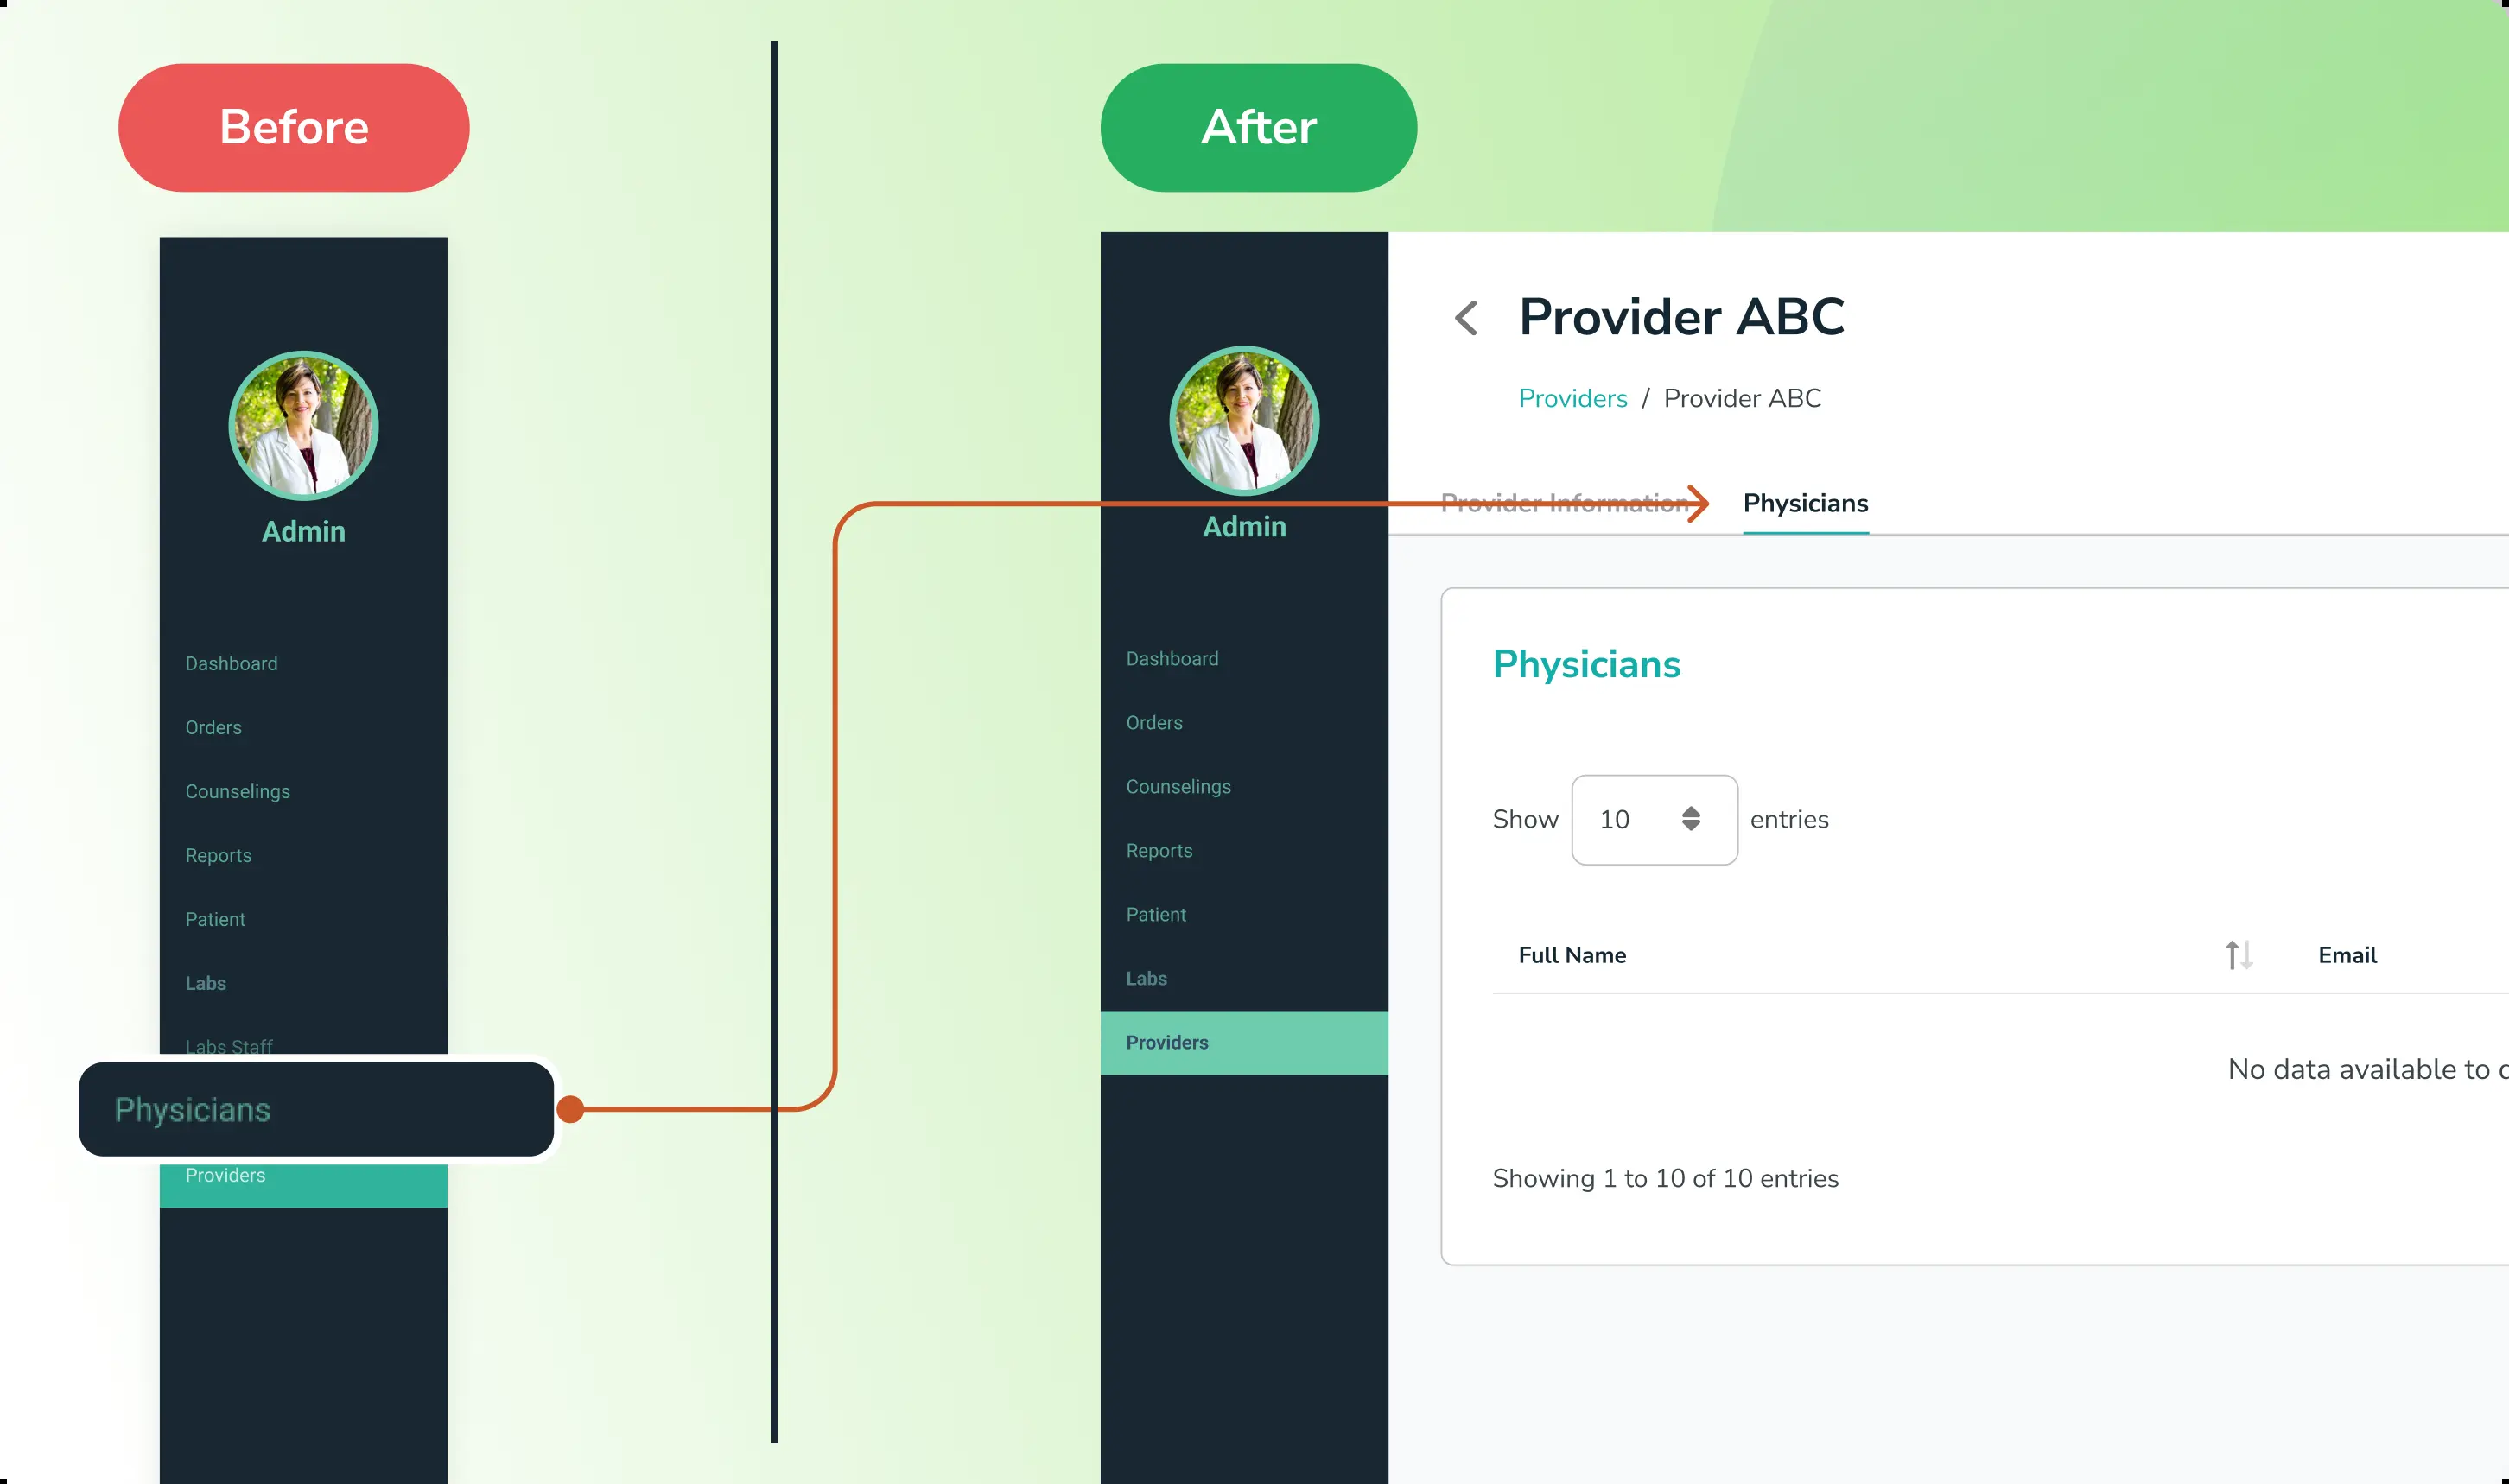 Before
Admin
Dashboard
Orders
Counselings
Reports
Patient
Labs
Labs Staff
Physicians
Providers
After
Admin
Dashboard
Orders
Counselings
Reports
Patient
Labs
Providers
Provider ABC
Providers / Provider ABC
Provider Information
Physicians
Physicians
Show 10 entries
Full Name
Email
No data available to
Showing 1 to 10 of 10 entries